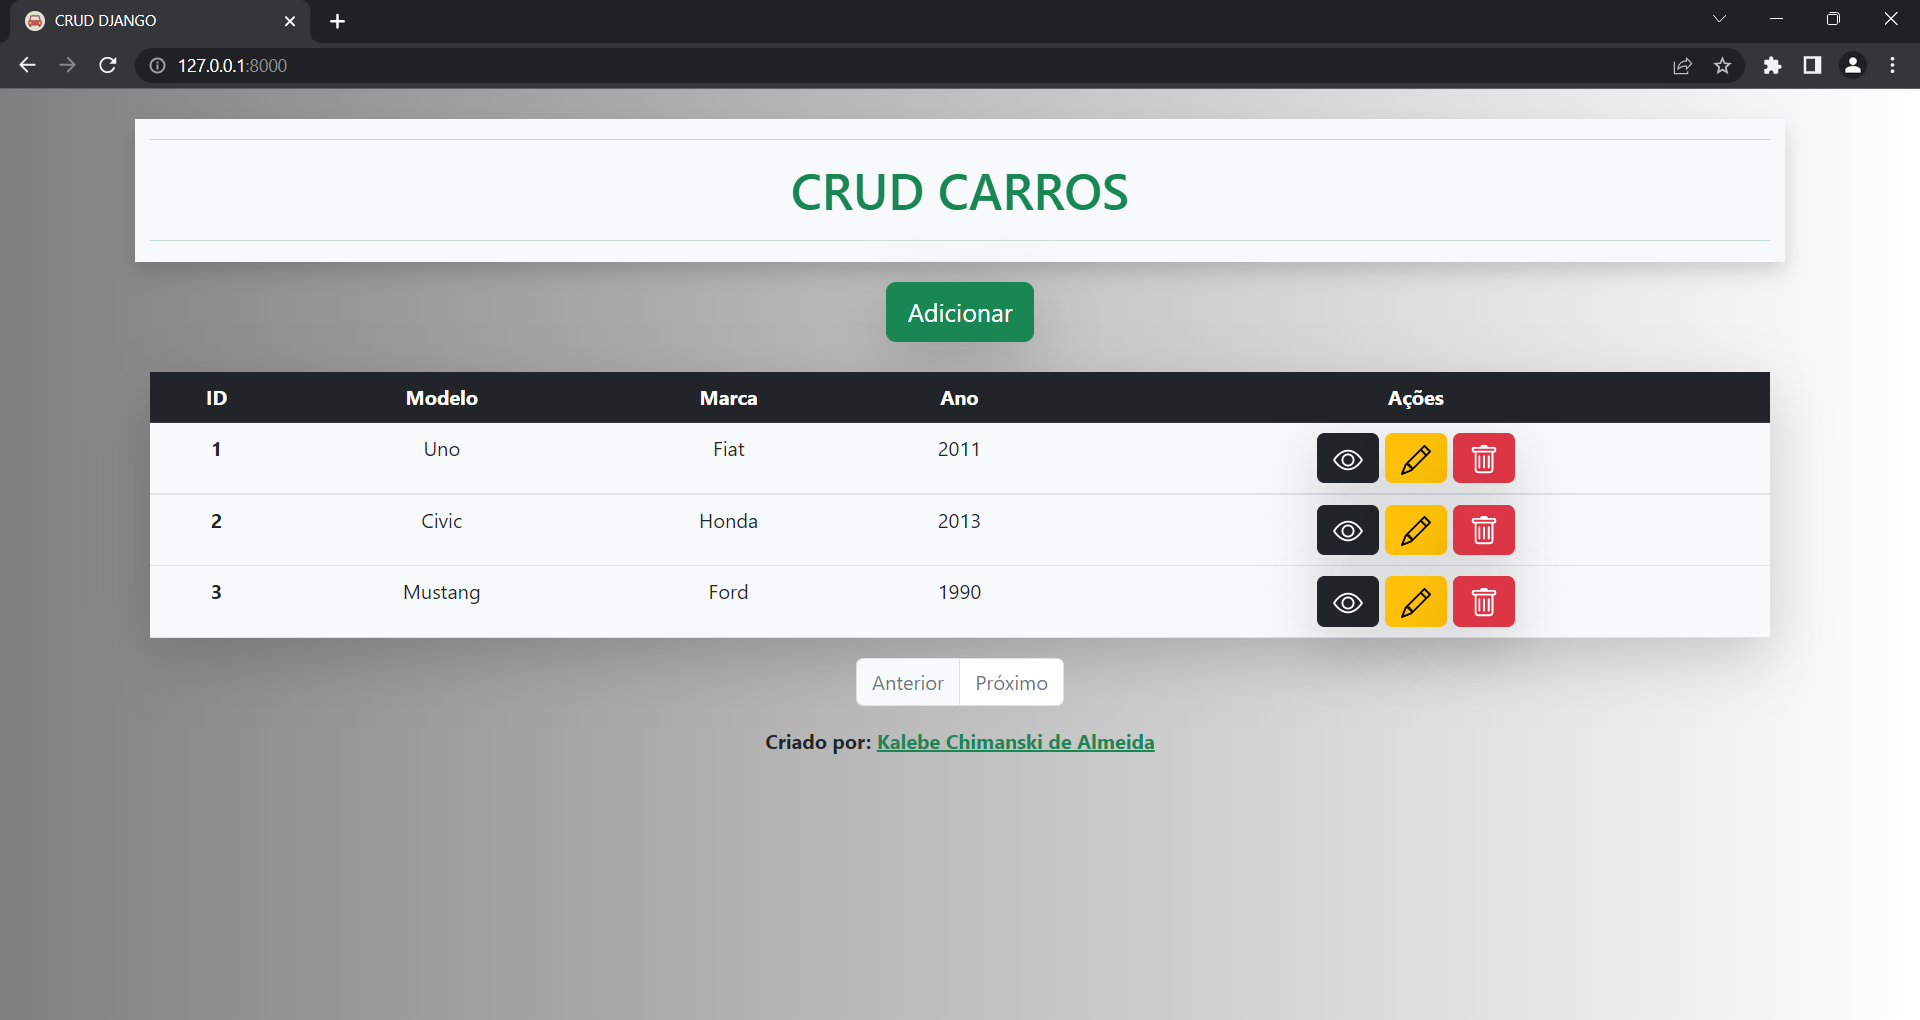 CRUD DJANGO
127.0.0.1:8000
CRUD CARROS
Adicionar
ID Modelo Marca Ano Ações
1 Uno Fiat 2011
2 Civic Honda 2013
3 Mustang Ford 1990
Anterior Próximo
Criado por: Kalebe Chimanski de Almeida